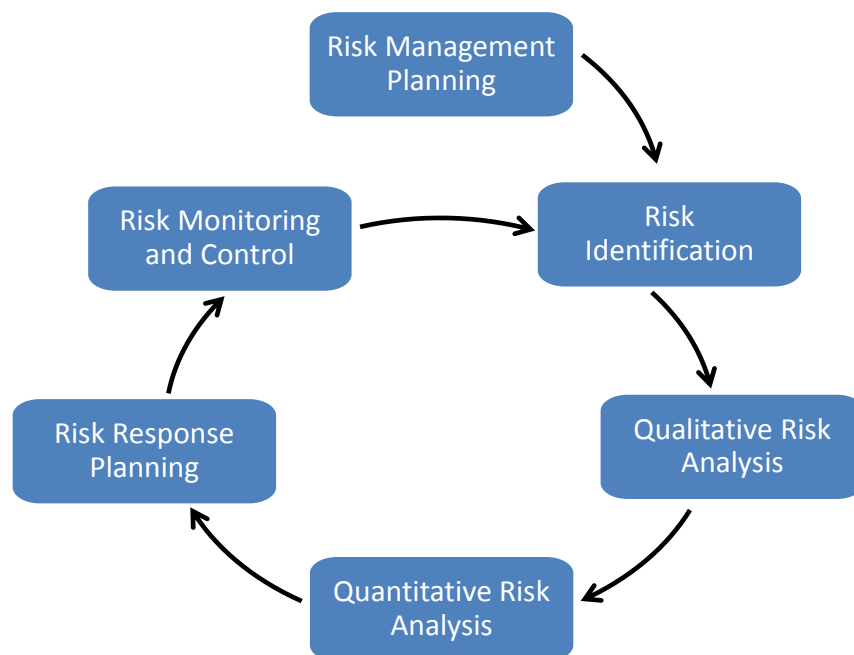 Risk Management
Planning
Risk
Identification
Qualitative Risk
Analysis
Quantitative Risk
Analysis
Risk Response
Planning
Risk Monitoring
and Control